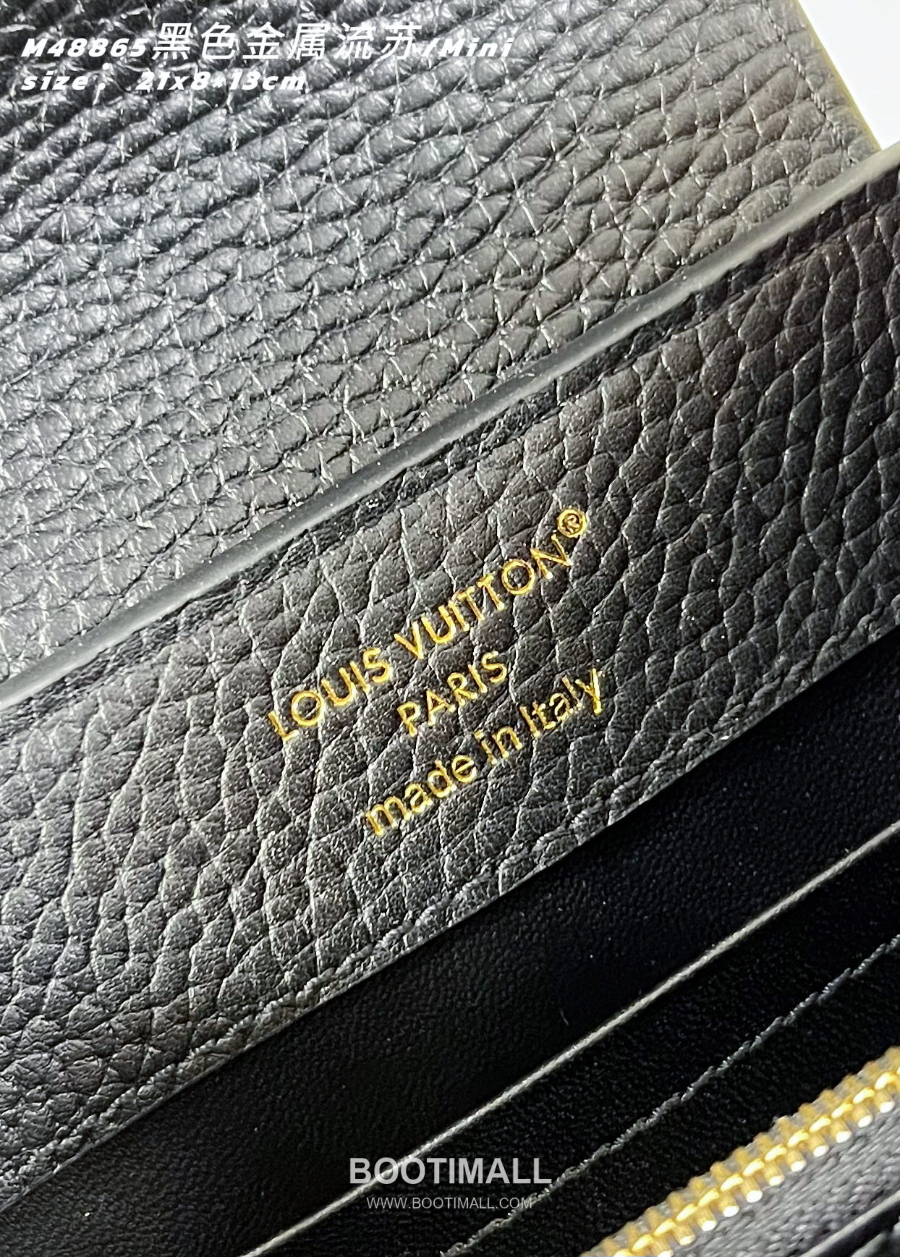 M48865黑色金属流苏/Mini
size： 21x8*13cm
LOUIS VUITTON®
PARIS
made in Italy
BOOTIMALL
WWW.BOOTIMALL.COM